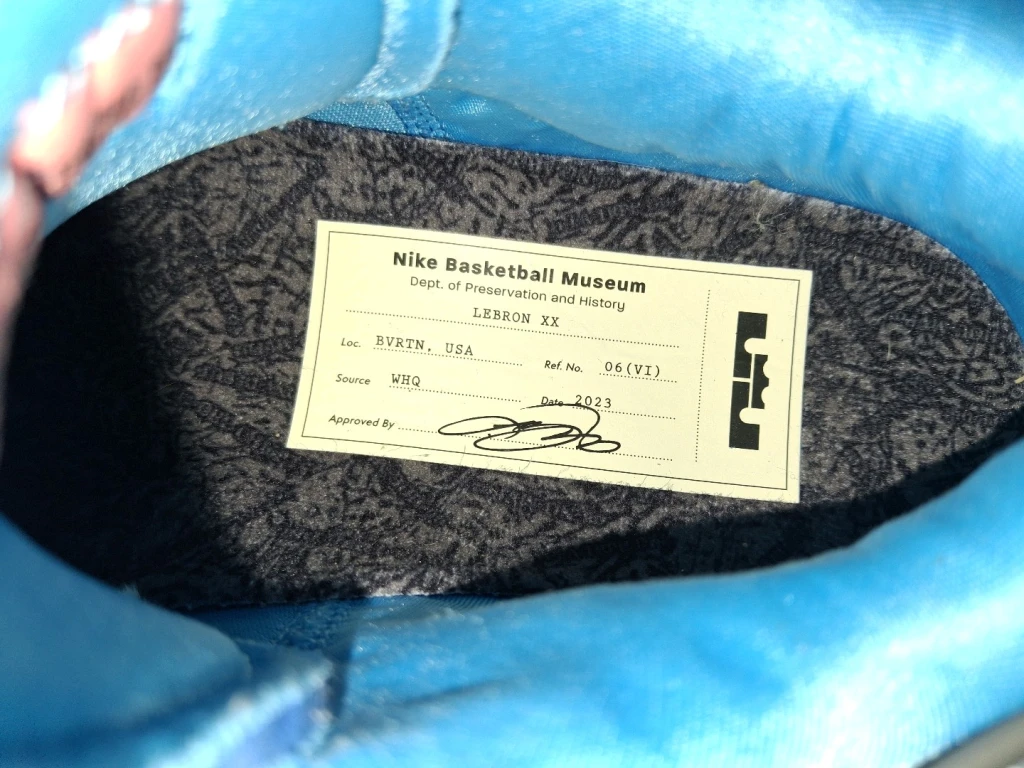 Nike Basketball Museum
Dept. of Preservation and History
LEBRON XX
Loc. BVRTN, USA
Ref. No. 06(VI)
Source WHQ
Date 2023
Approved By